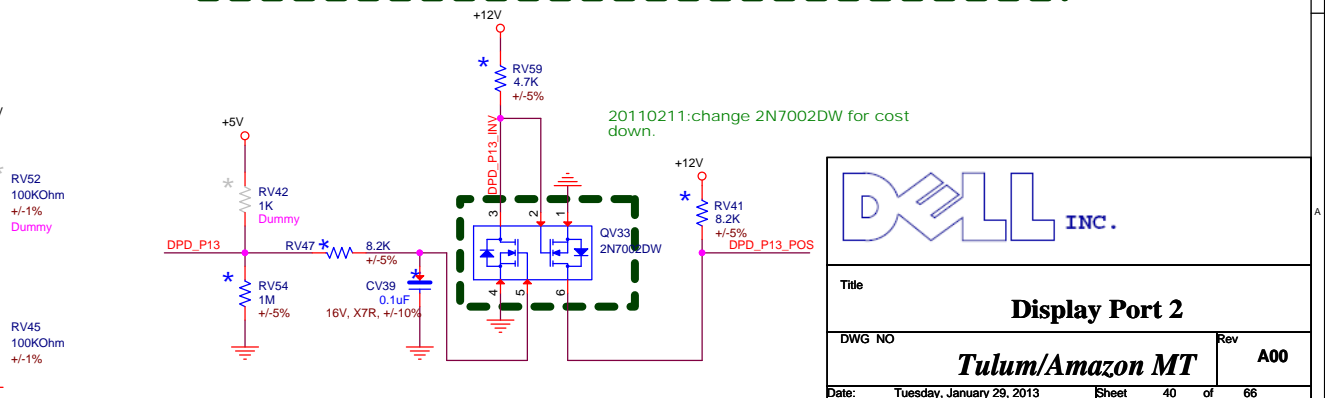 +12V
RV59
4.7K
+/-5%
20110211:change 2N7002DW for cost
down.
+5V
+12V
DPD_P13_INV
RV52
100KOhm
+/-1%
Dummy
RV42
1K
Dummy
RV41
8.2K
+/-5%
3
2
1
QV33
2N7002DW
DPD_P13
RV47
8.2K
+/-5%
DPD_P13_POS
RV54
1M
+/-5%
CV39
0.1uF
16V, X7R, +/-10%
4
5
6
RV45
100KOhm
+/-1%
DELL INC.
A
Title
Display Port 2
DWG NO
Tulum/Amazon MT
Rev
A00
Date: Tuesday, January 29, 2013 Sheet 40 of 66